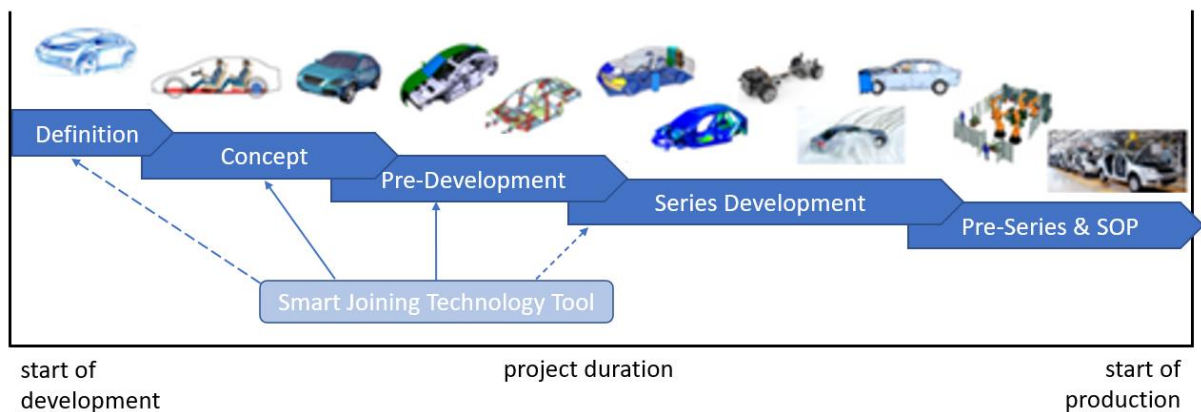 Definition
Concept
Pre-Development
Series Development
Pre-Series & SOP
Smart Joining Technology Tool
start of
development
project duration
start of
production